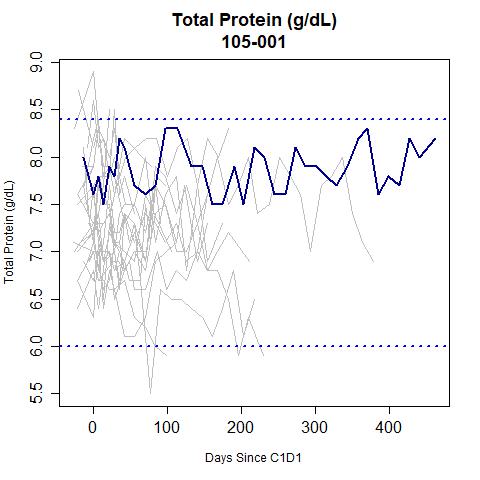 Total Protein (g/dL)
105-001
Total Protein (g/dL)
9.0
8.5
8.0
7.5
7.0
6.5
6.0
5.5
0 100 200 300 400
Days Since C1D1